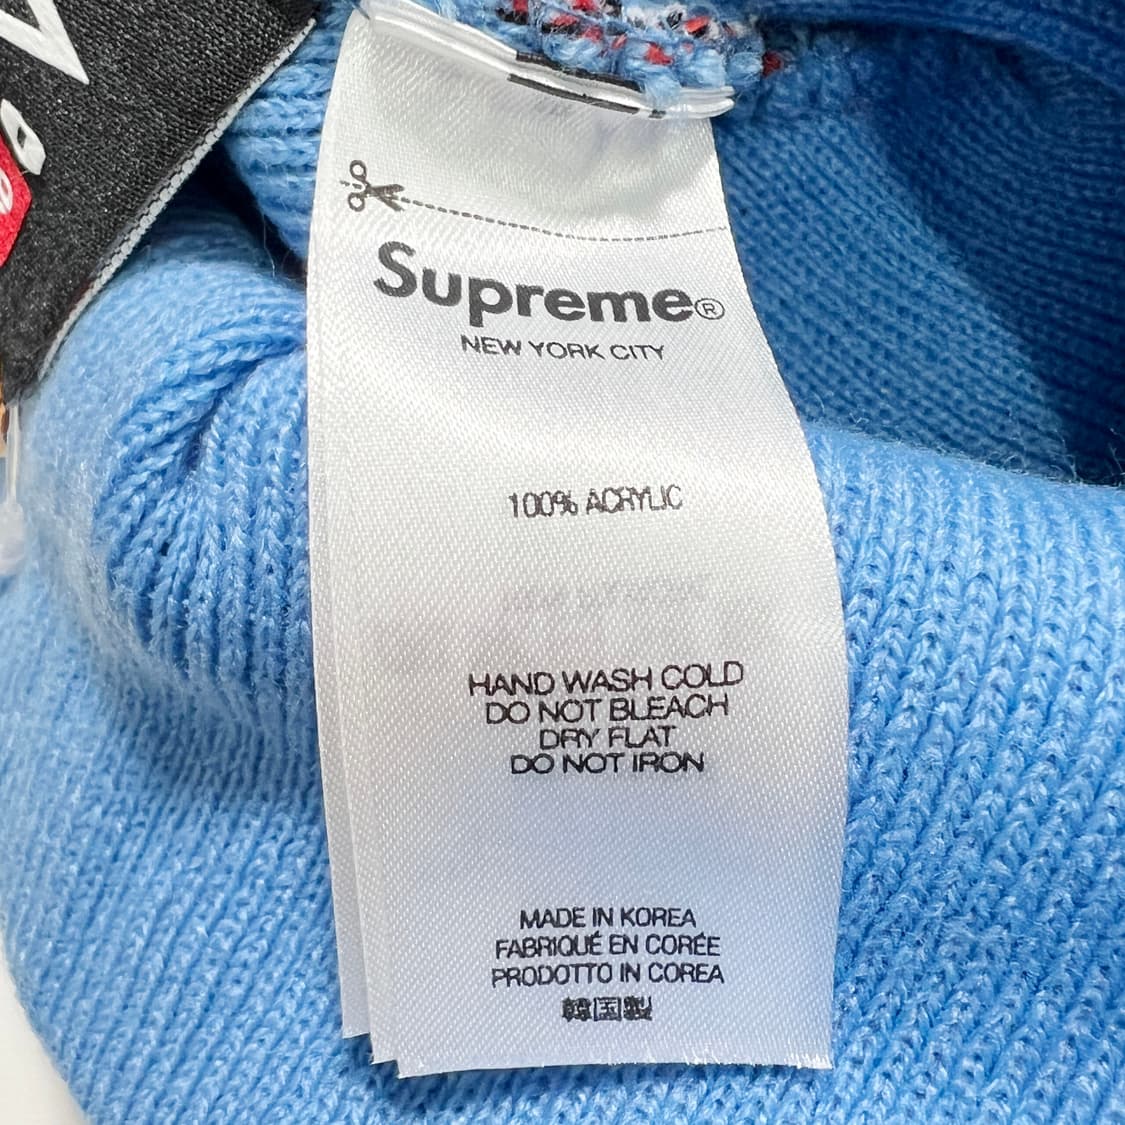 Supreme®
NEW YORK CITY
100% ACRYLIC
HAND WASH COLD
DO NOT BLEACH
DRY FLAT
DO NOT IRON
MADE IN KOREA
FABRIQUÉ EN CORÉE
PRODOTTO IN COREA
韓国製